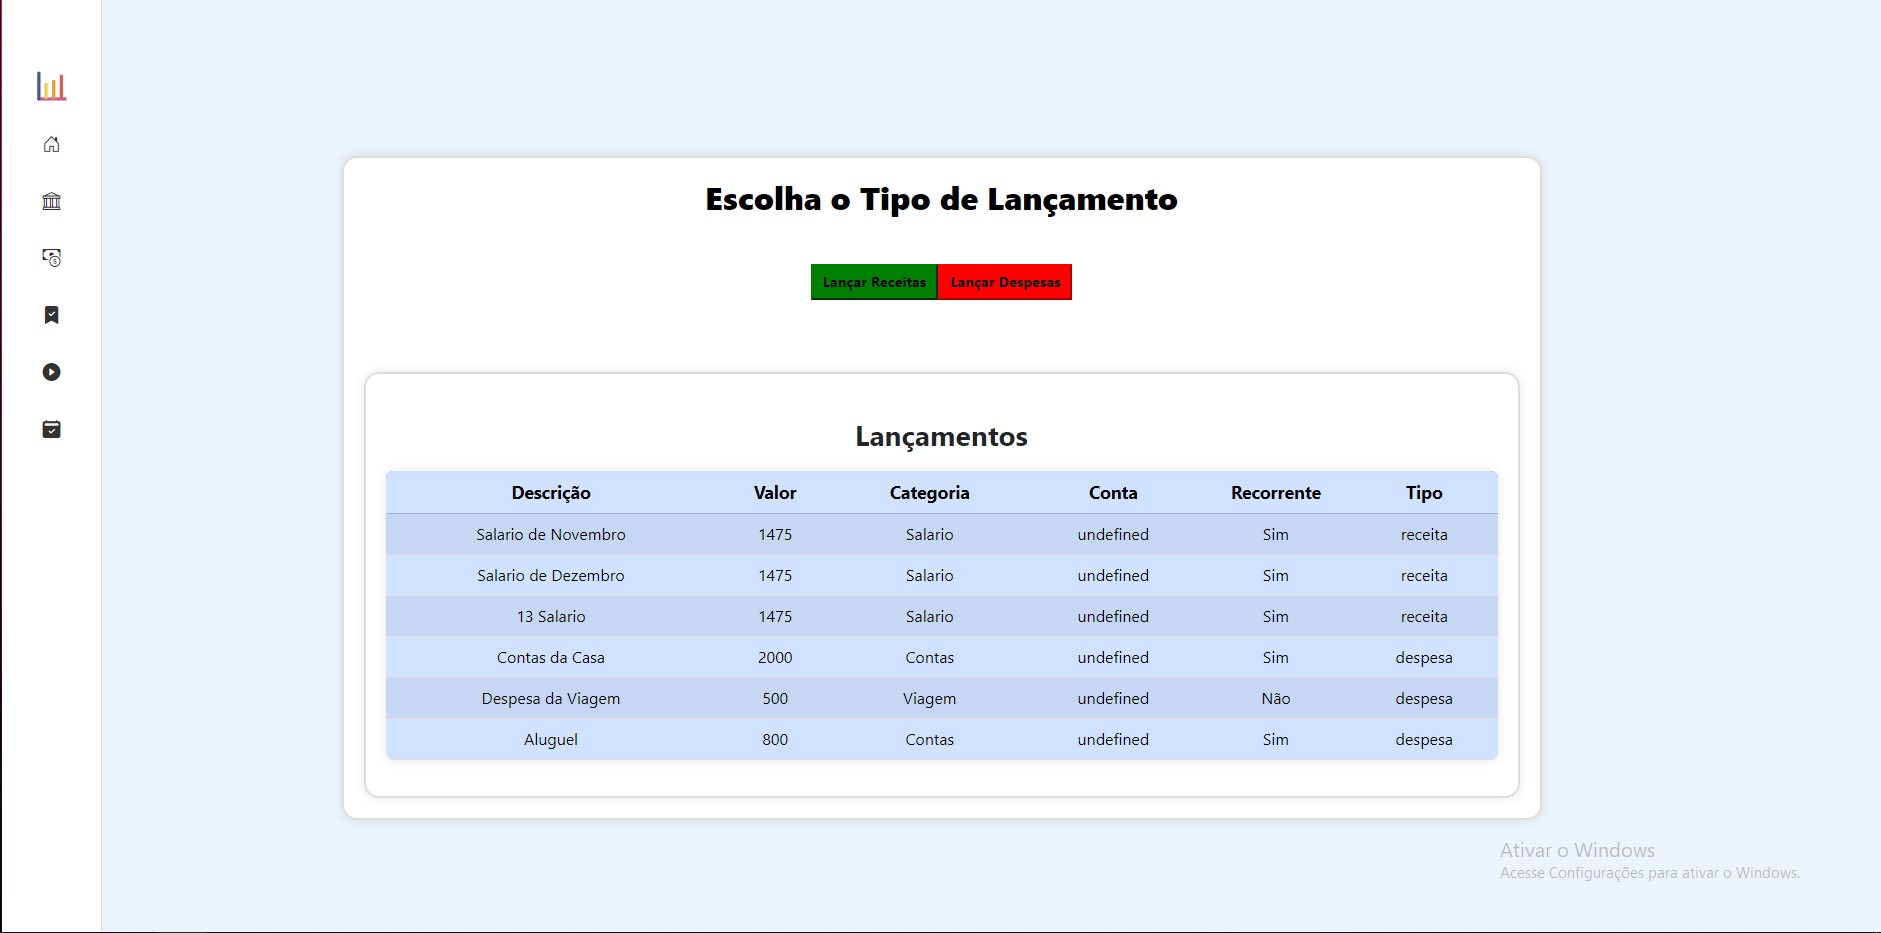 Escolha o Tipo de Lançamento
Lançar Receitas Lançar Despesas
Lançamentos
Descrição Valor Categoria Conta Recorrente Tipo
Salario de Novembro 1475 Salario undefined Sim receita
Salario de Dezembro 1475 Salario undefined Sim receita
13 Salario 1475 Salario undefined Sim receita
Contas da Casa 2000 Contas undefined Sim despesa
Despesa da Viagem 500 Viagem undefined Não despesa
Aluguel 800 Contas undefined Sim despesa
Ativar o Windows
Acesse Configurações para ativar o Windows.